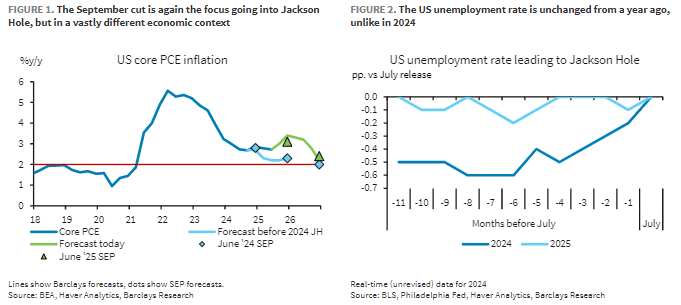 FIGURE 1. The September cut is again the focus going into Jackson
Hole, but in a vastly different economic context
%y/y
US core PCE inflation
6
5
4
3
2
1
0
18 19 20 21 22 23 24 25 26
Core PCE
Forecast before 2024 JH
Forecast today
June '24 SEP
June '25 SEP
Lines show Barclays forecasts, dots show SEP forecasts.
Source: BEA, Haver Analytics, Barclays Research
FIGURE 2. The US unemployment rate is unchanged from a year ago,
unlike in 2024
US unemployment rate leading to Jackson Hole
pp. vs July release
0.0
-0.1
-0.2
-0.3
-0.4
-0.5
-0.6
-0.7
-11 -10 -9 -8 -7 -6 -5 -4 -3 -2 -1
Months before July
July
2024
2025
Real-time (unrevised) data for 2024
Source: BLS, Philadelphia Fed, Haver Analytics, Barclays Research